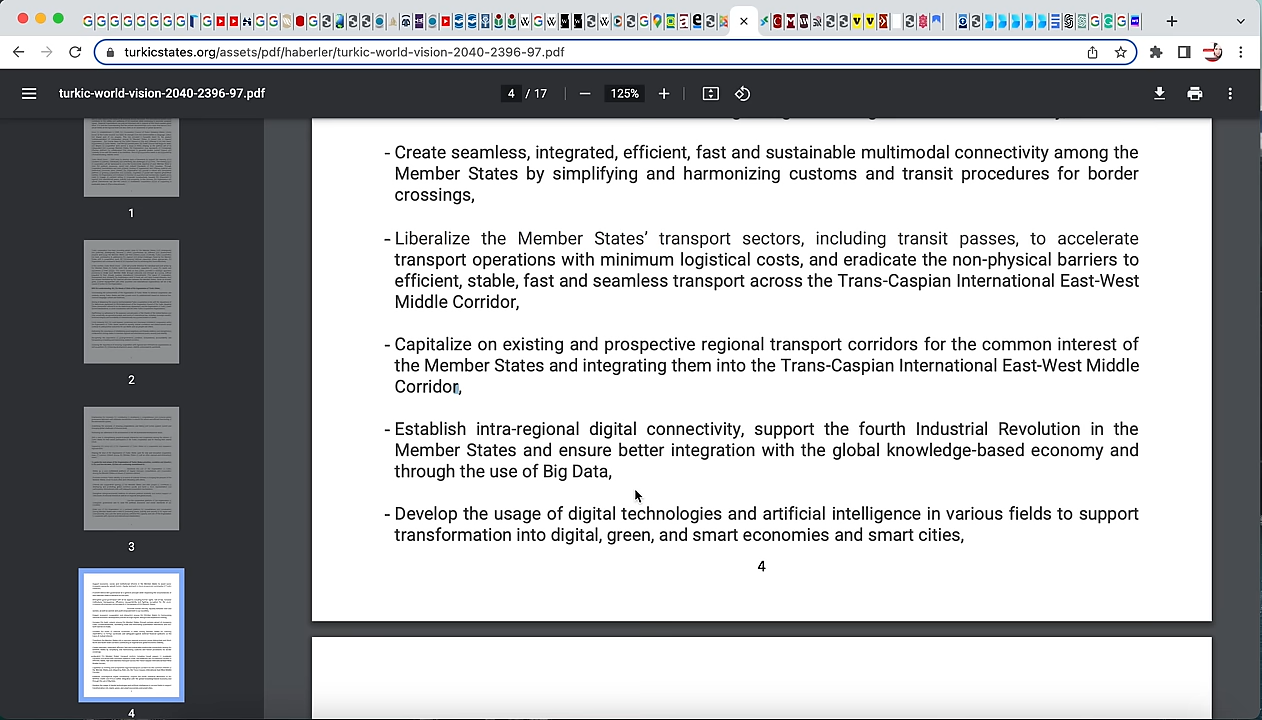 turkicstates.org/assets/pdf/haberler/turkic-world-vision-2040-2396-97.pdf
turkic-world-vision-2040-2396-97.pdf
4 / 17
125%
- Create seamless, integrated, efficient, fast and sustainable multimodal connectivity among the
Member States by simplifying and harmonizing customs and transit procedures for border
crossings,
- Liberalize the Member States’ transport sectors, including transit passes, to accelerate
transport operations with minimum logistical costs, and eradicate the non-physical barriers to
efficient, stable, fast and seamless transport across the Trans-Caspian International East-West
Middle Corridor,
- Capitalize on existing and prospective regional transport corridors for the common interest of
the Member States and integrating them into the Trans-Caspian International East-West Middle
Corridor,
- Establish intra-regional digital connectivity, support the fourth Industrial Revolution in the
Member States and ensure better integration with the global knowledge-based economy and
through the use of Big Data,
- Develop the usage of digital technologies and artificial intelligence in various fields to support
transformation into digital, green, and smart economies and smart cities,
4
1
2
3
4